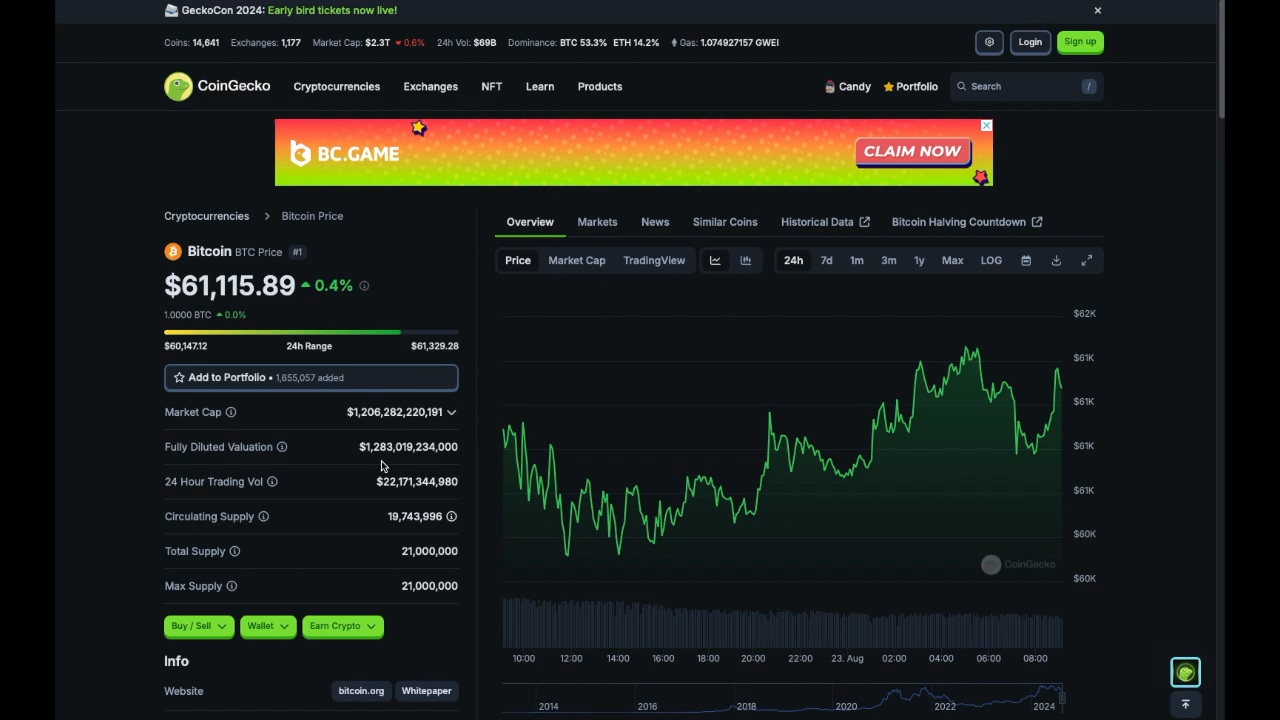 GeckoCon 2024: Early bird tickets now live!
Coins: 14,641 Exchanges: 1,177 Market Cap: $2.3T 0.6% 24h Vol: $69B Dominance: BTC 53.3% ETH 14.2% Gas: 1.074927157 GWEI
Login Sign up
CoinGecko Cryptocurrencies Exchanges NFT Learn Products Candy Portfolio Search /
BC.GAME CLAIM NOW
Cryptocurrencies > Bitcoin Price
Overview Markets News Similar Coins Historical Data Bitcoin Halving Countdown
Bitcoin BTC Price #1
Price Market Cap TradingView 24h 7d 1m 3m 1y Max LOG
$61,115.89 0.4%
1.0000 BTC 0.0%
$60,147.12 24h Range $61,329.28
Add to Portfolio • 1,655,057 added
Market Cap $1,206,282,220,191
Fully Diluted Valuation $1,283,019,234,000
24 Hour Trading Vol $22,171,344,980
Circulating Supply 19,743,996
Total Supply 21,000,000
Max Supply 21,000,000
Buy / Sell Wallet Earn Crypto
Info
Website bitcoin.org Whitepaper
$62K
$61K
$61K
$61K
$61K
$60K
$60K
CoinGecko
10:00 12:00 14:00 16:00 18:00 20:00 22:00 23. Aug 02:00 04:00 06:00 08:00
2014 2016 2018 2020 2022 2024